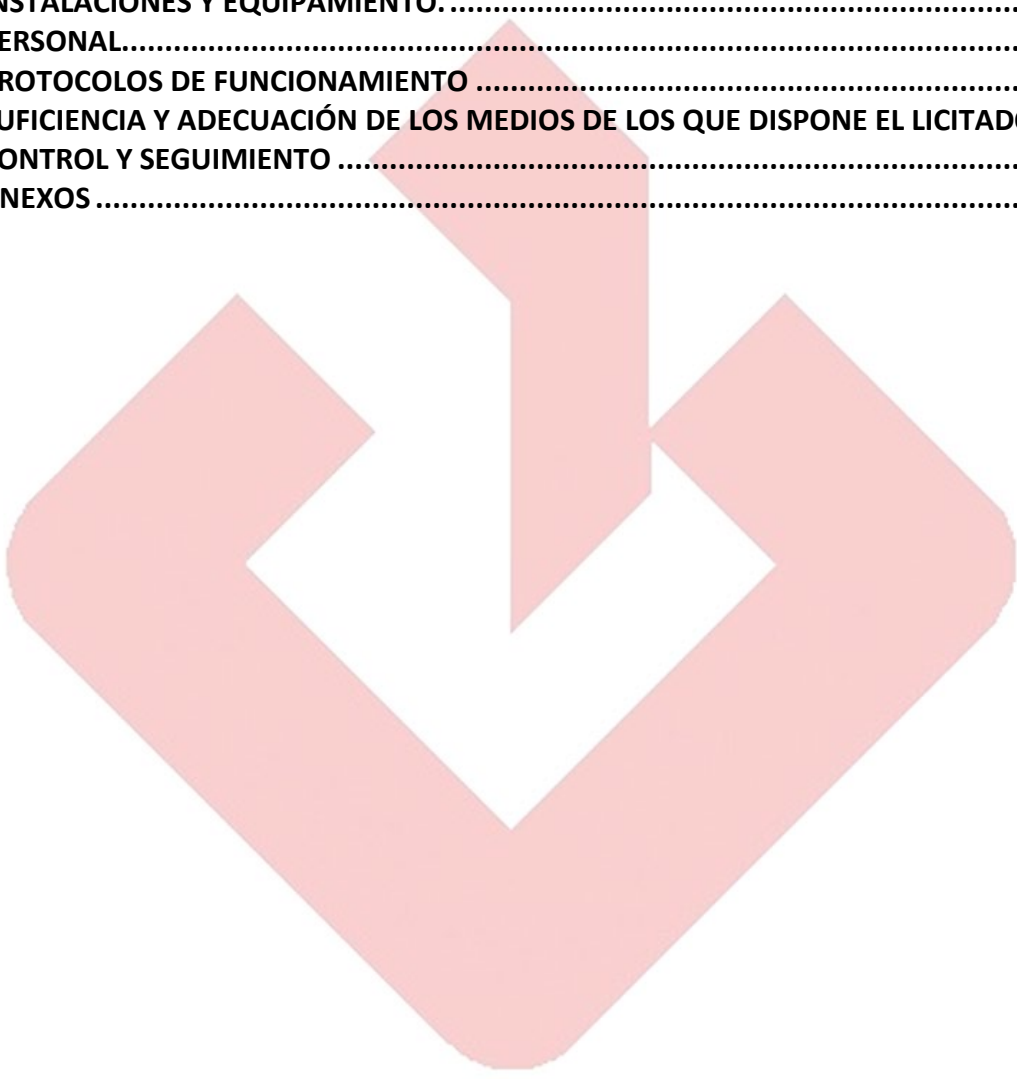 NSTALACIONES Y EQUIPAMIENTO. ..................................................................
ERSONAL.......................................................................................................
ROTOCOLOS DE FUNCIONAMIENTO ...............................................................
UFICIENCIA Y ADECUACIÓN DE LOS MEDIOS DE LOS QUE DISPONE EL LICITADO
ONTROL Y SEGUIMIENTO ...............................................................................
NEXOS ..........................................................................................................